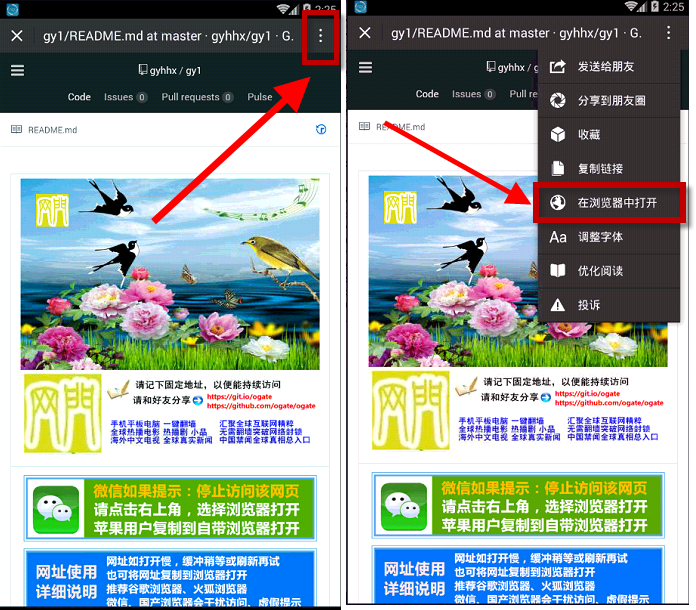 2:25
gy1/README.md at master · gyhhx/gy1 · G.
gyhhx / gy1
Code Issues 0 Pull requests 0 Pulse
README.md
网門
网門
请记下固定地址，以便能持续访问
请和好友分享
https://git.io/ogate
https://github.com/ogate/ogate
手机平板电脑 一键翻墙
全球热播电影 热播剧 小品
海外中文电视 全球真实新闻
汇聚全球互联网精粹
无需翻墙突破网络封锁
中国禁闻全球真相总入口
微信如果提示：停止访问该网页
请点击右上角，选择浏览器打开
苹果用户复制到自带浏览器打开
网址使用
详细说明
网址如打开慢，缓冲稍等或刷新再试
也可将网址复制到浏览器打开
推荐谷歌浏览器、火狐浏览器
微信、国产浏览器会干扰访问、虚假提示
2:25
gy1/README.md at master · gyhhx/gy1 · G.
gyhhx / g
Code Issues 0 Pull re
README.md
发送给朋友
分享到朋友圈
收藏
复制链接
在浏览器中打开
Aa 调整字体
优化阅读
投诉
网門
网門
请记下固定地址，以便能持续访问
请和好友分享
https://git.io/ogate
https://github.com/ogate/ogate
手机平板电脑 一键翻墙
全球热播电影 热播剧 小品
海外中文电视 全球真实新闻
汇聚全球互联网精粹
无需翻墙突破网络封锁
中国禁闻全球真相总入口
微信如果提示：停止访问该网页
请点击右上角，选择浏览器打开
苹果用户复制到自带浏览器打开
网址使用
详细说明
网址如打开慢，缓冲稍等或刷新再试
也可将网址复制到浏览器打开
推荐谷歌浏览器、火狐浏览器
微信、国产浏览器会干扰访问、虚假提示